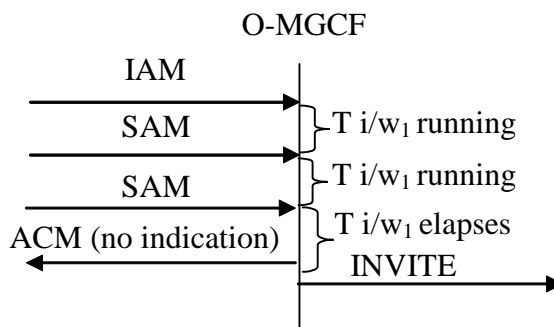 O-MGCF
IAM
T i/w₁ running
SAM
T i/w₁ running
SAM
T i/w₁ elapses
ACM (no indication)
INVITE